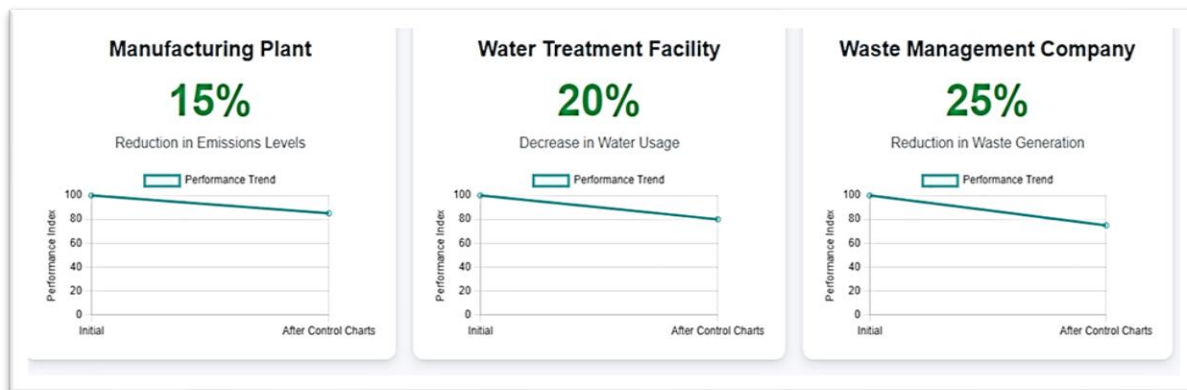 Manufacturing Plant
15%
Reduction in Emissions Levels
Performance Trend
100
80
60
40
20
0
Performance Index
Initial
After Control Charts
Water Treatment Facility
20%
Decrease in Water Usage
Performance Trend
100
80
60
40
20
0
Performance Index
Initial
After Control Charts
Waste Management Company
25%
Reduction in Waste Generation
Performance Trend
100
80
60
40
20
0
Performance Index
Initial
After Control Charts